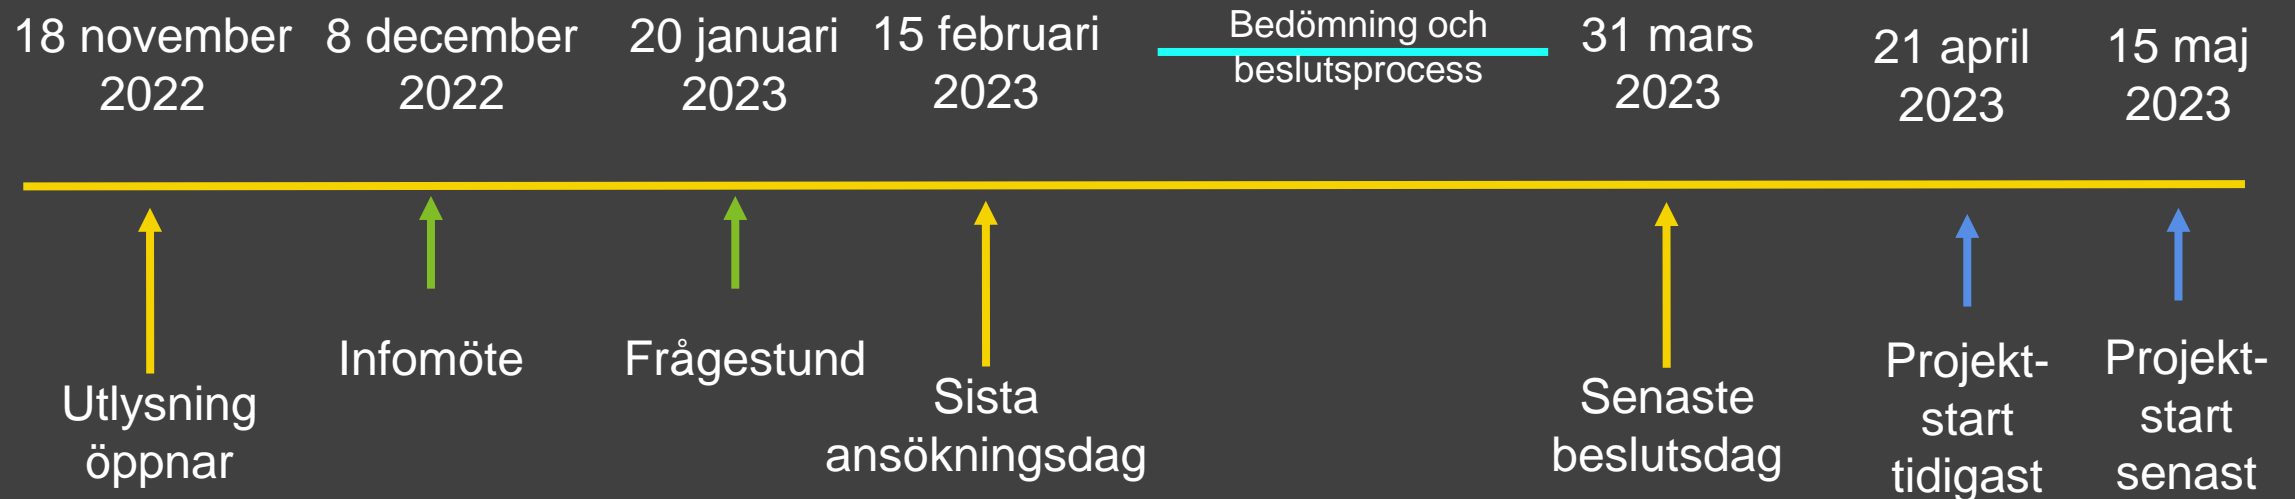 18 november
2022
8 december
2022
20 januari
2023
15 februari
2023
Bedömning och
beslutsprocess
31 mars
2023
21 april
2023
15 maj
2023
Utlysning
öppnar
Infomöte
Frågestund
Sista
ansökningsdag
Senaste
beslutsdag
Projekt-
start
tidigast
Projekt-
start
senast